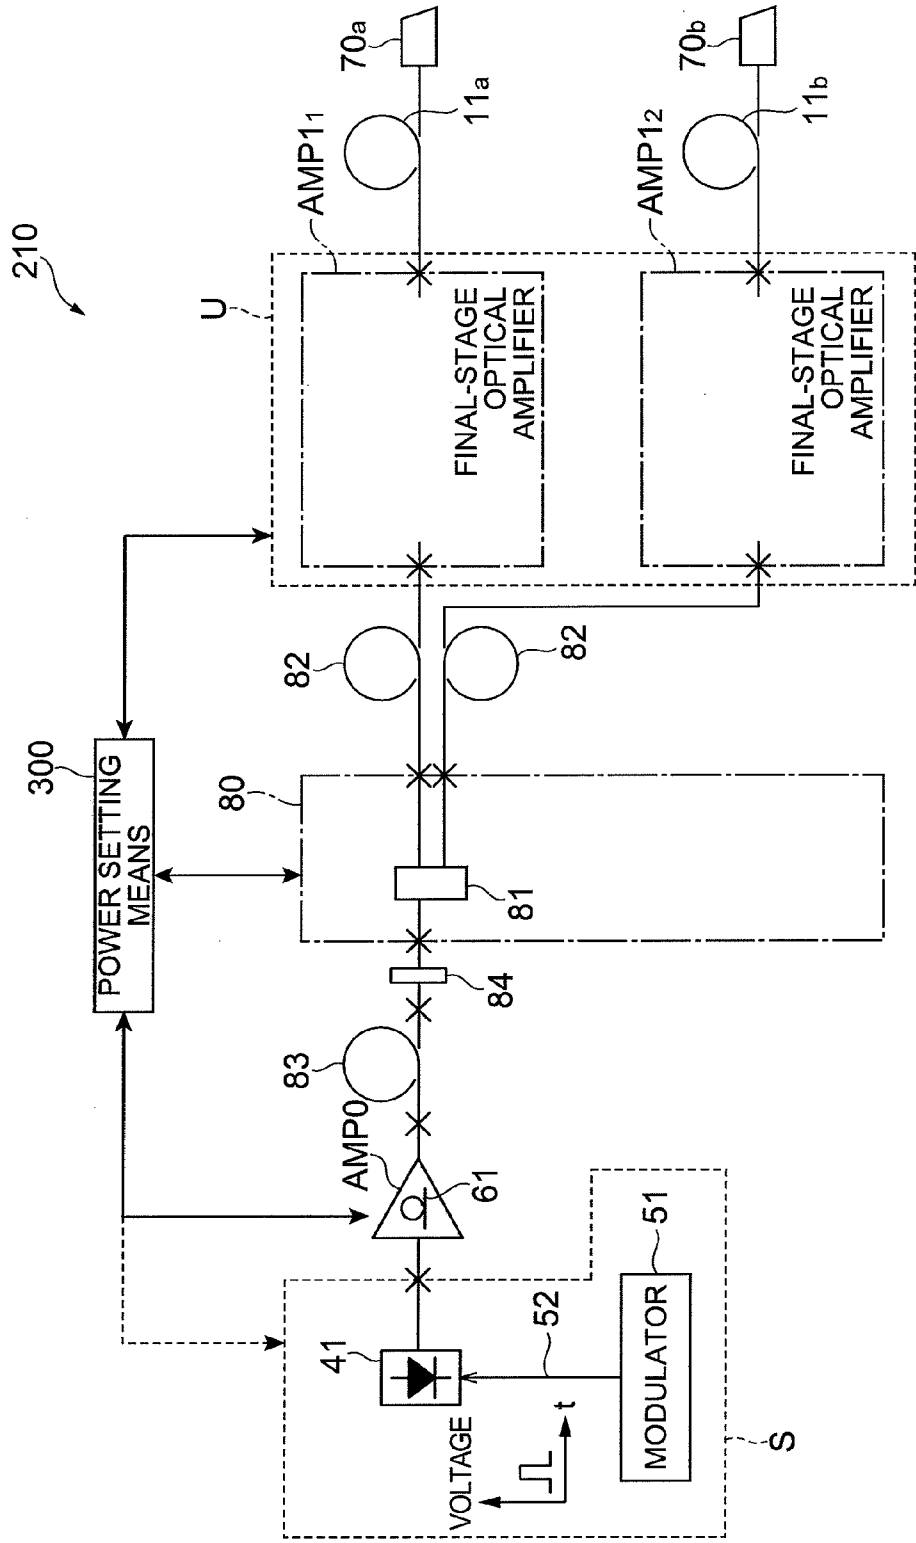 210
300
POWER SETTING
MEANS
U
AMP1₁
AMP1₂
70a
70b
11a
11b
FINAL-STAGE
OPTICAL
AMPLIFIER
FINAL-STAGE
OPTICAL
AMPLIFIER
82
82
80
81
84
83
AMP0
61
41
52
51
MODULATOR
VOLTAGE
t
S